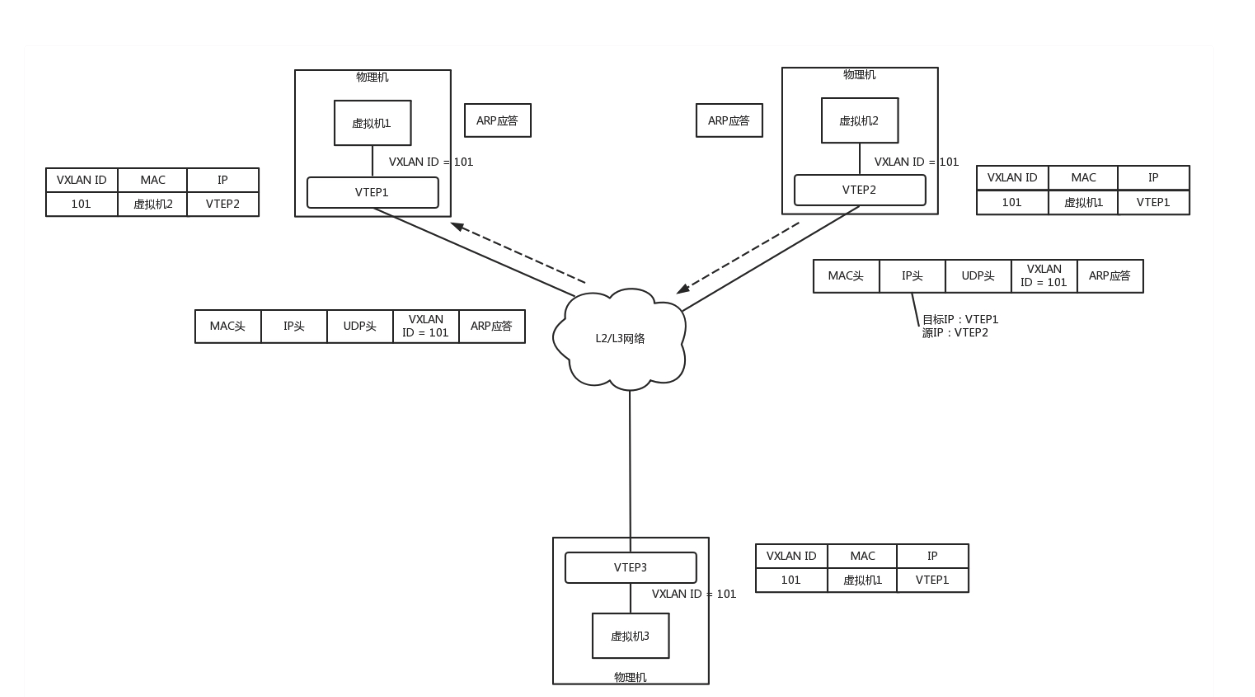 物理机
虚拟机1
ARP应答
VXLAN ID = 101
VTEP1
VXLAN ID MAC IP
101 虚拟机2 VTEP2
物理机
虚拟机2
ARP应答
VXLAN ID = 101
VTEP2
VXLAN ID MAC IP
101 虚拟机1 VTEP1
MAC头 IP头 UDP头 VXLAN ID = 101 ARP应答
目标IP：VTEP1
源IP：VTEP2
MAC头 IP头 UDP头 VXLAN ID = 101 ARP应答
L2/L3网络
VTEP3
VXLAN ID = 101
虚拟机3
物理机
VXLAN ID MAC IP
101 虚拟机1 VTEP1